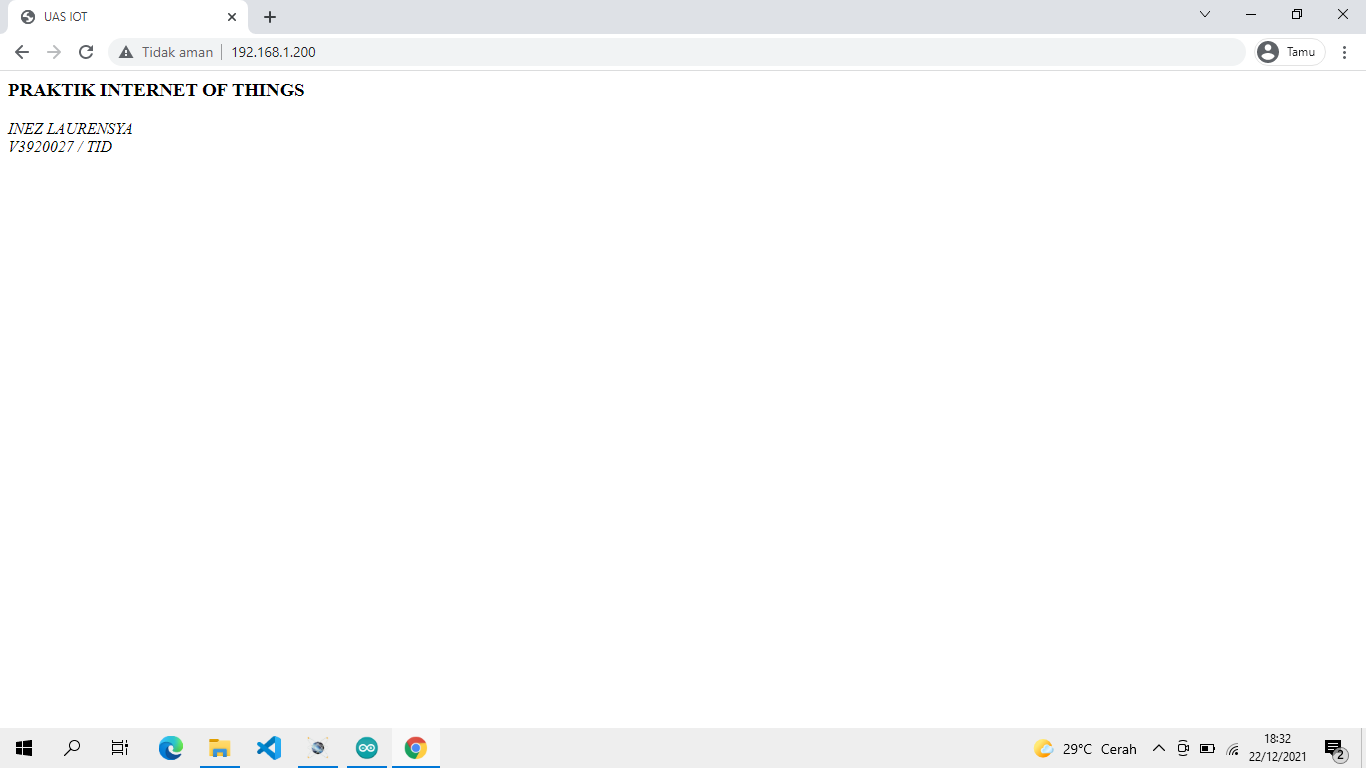 UAS IOT
Tidak aman
192.168.1.200
Tamu
PRAKTIK INTERNET OF THINGS
INEZ LAURENSYA
V3920027 / TID
29°C Cerah
18:32
22/12/2021
2